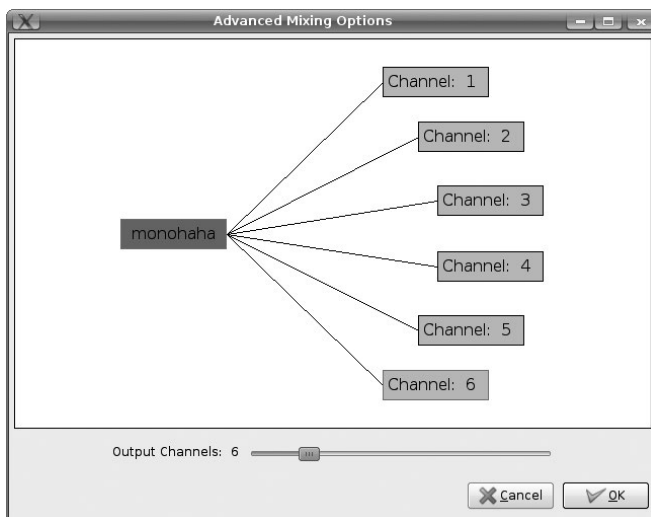 Advanced Mixing Options
Channel: 1
Channel: 2
Channel: 3
monohaha
Channel: 4
Channel: 5
Channel: 6
Output Channels: 6
Cancel
OK